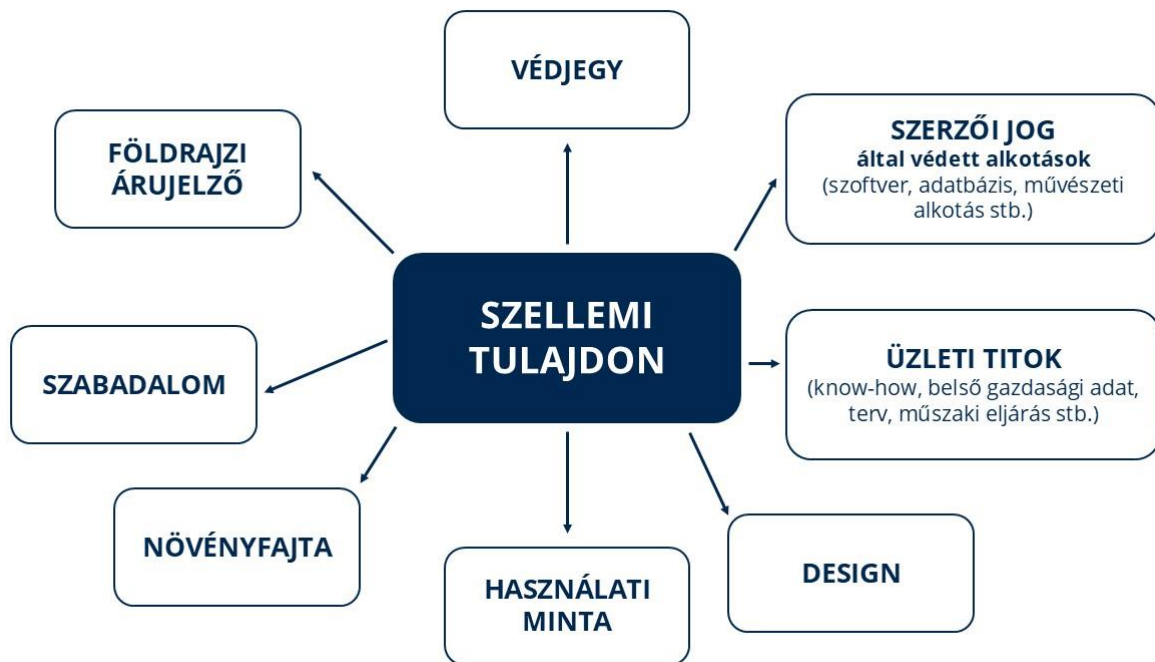 VÉDJEGY
SZERZŐI JOG
által védett alkotások
(szoftver, adatbázis, művészeti
alkotás stb.)
FÖLDRAJZI
ÁRUJELZŐ
SZELLEMI
TULAJDON
ÜZLETI TITOK
(know-how, belső gazdasági adat,
terv, műszaki eljárás stb.)
SZABADALOM
NÖVÉNYFAJTA
HASZNÁLATI
MINTA
DESIGN